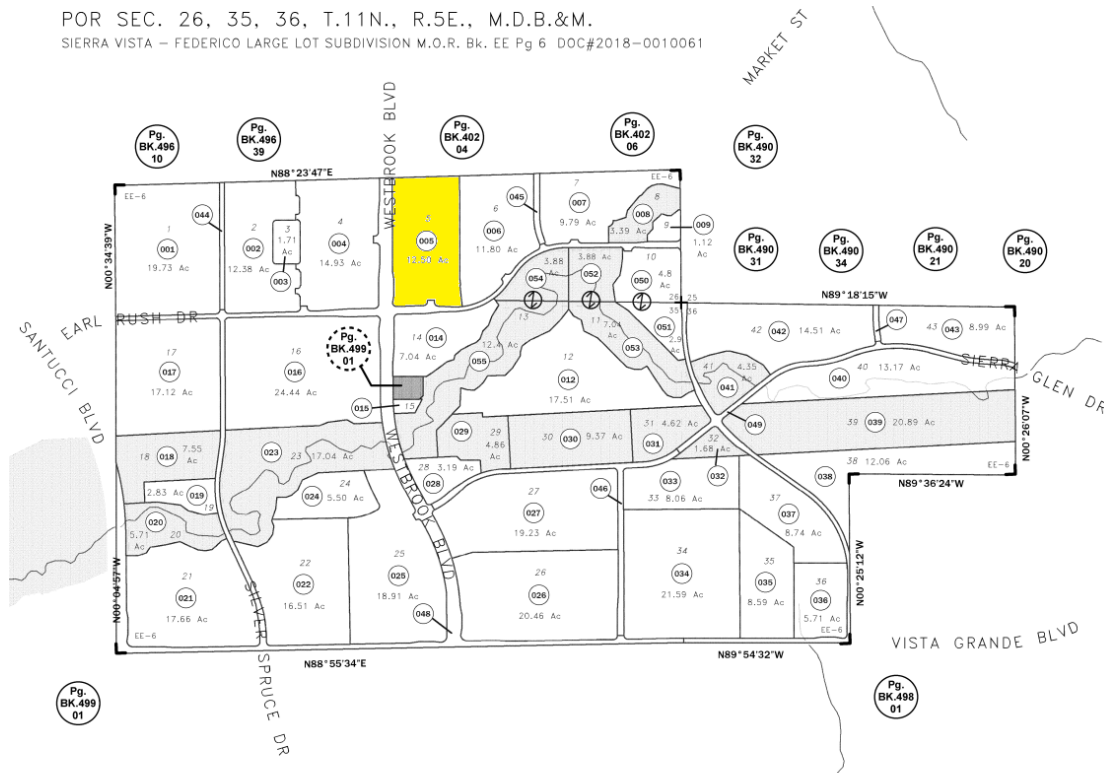 POR SEC. 26, 35, 36, T.11N., R.5E., M.D.B.&M.
SIERRA VISTA – FEDERICO LARGE LOT SUBDIVISION M.O.R. Bk. EE Pg 6 DOC#2018-0010061
MARKET ST
WESTBROOK BLVD
Pg.
BK.496
10
Pg.
BK.496
39
Pg.
BK.402
04
Pg.
BK.402
06
Pg.
BK.490
32
N88°23'47"E
EE-6
EE-6
N00°34'39"W
1
001
19.73 Ac
044
2
002
12.38 Ac
3
1.71
Ac
003
4
004
14.93 Ac
5
005
12.50 Ac
6
006
11.80 Ac
045
7
007
9.79 Ac
8
008
3.39 Ac
9
009
1.12
Ac
Pg.
BK.490
31
Pg.
BK.490
34
Pg.
BK.490
21
Pg.
BK.490
20
3.88
Ac
054
3.88 Ac
052
10
050
4.8
Ac
26 25
35 36
N89°18'15"W
EARL RUSH DR
SANTUCCI BLVD
Pg.
BK.499
01
13
14
014
7.04 Ac
12.4 Ac
055
11
7.04
Ac
053
051
2.9
Ac
42
042
14.51 Ac
047
43
043
8.99 Ac
SIERRA GLEN DR
17
017
17.12 Ac
16
016
24.44 Ac
12
012
17.51 Ac
41
4.35
Ac
041
40
13.17 Ac
040
015
15
049
39
039
20.89 Ac
N00°26'07"W
WESTBROOK BLVD
18
018
7.55
Ac
023
23
17.04 Ac
029
29
4.86
Ac
30
030
9.37 Ac
31
4.62 Ac
031
32
1.68 Ac
032
38
12.06 Ac
038
EE-6
N89°36'24"W
2.83 Ac
019
19
24
024
5.50 Ac
28
3.19 Ac
028
046
033
33
8.06 Ac
27
027
19.23 Ac
37
037
8.74 Ac
020
5.71
Ac
20
N00°04'57"W
21
021
17.66 Ac
EE-6
22
022
16.51 Ac
25
025
18.91 Ac
048
26
026
20.46 Ac
34
034
21.59 Ac
35
035
8.59 Ac
36
036
5.71 Ac
EE-6
N00°25'12"W
SILVER SPRUCE DR
N88°55'34"E
N89°54'32"W
VISTA GRANDE BLVD
Pg.
BK.499
01
Pg.
BK.498
01